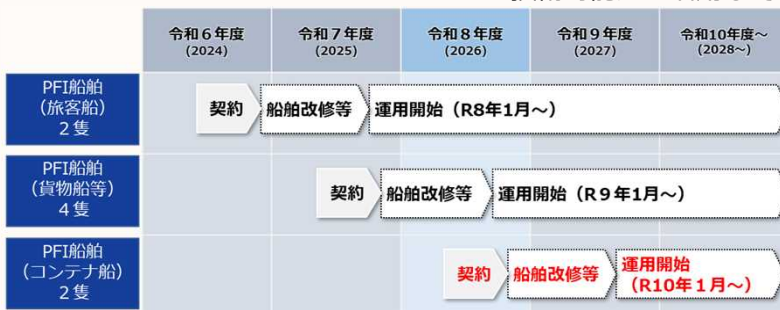 令和６年度
(2024)
令和７年度
(2025)
令和８年度
(2026)
令和９年度
(2027)
令和10年度～
(2028～)
PFI船舶
(旅客船)
２隻
契約
船舶改修等
運用開始（R8年1月～）
PFI船舶
(貨物船等)
４隻
契約
船舶改修等
運用開始（R９年1月～）
PFI船舶
(コンテナ船)
２隻
契約
船舶改修等
運用開始
（R10年１月～）